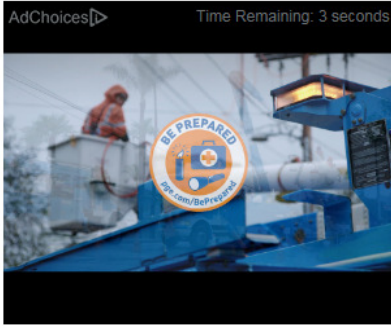 AdChoices
Time Remaining: 3 seconds
BE PREPARED
pge.com/BePrepared